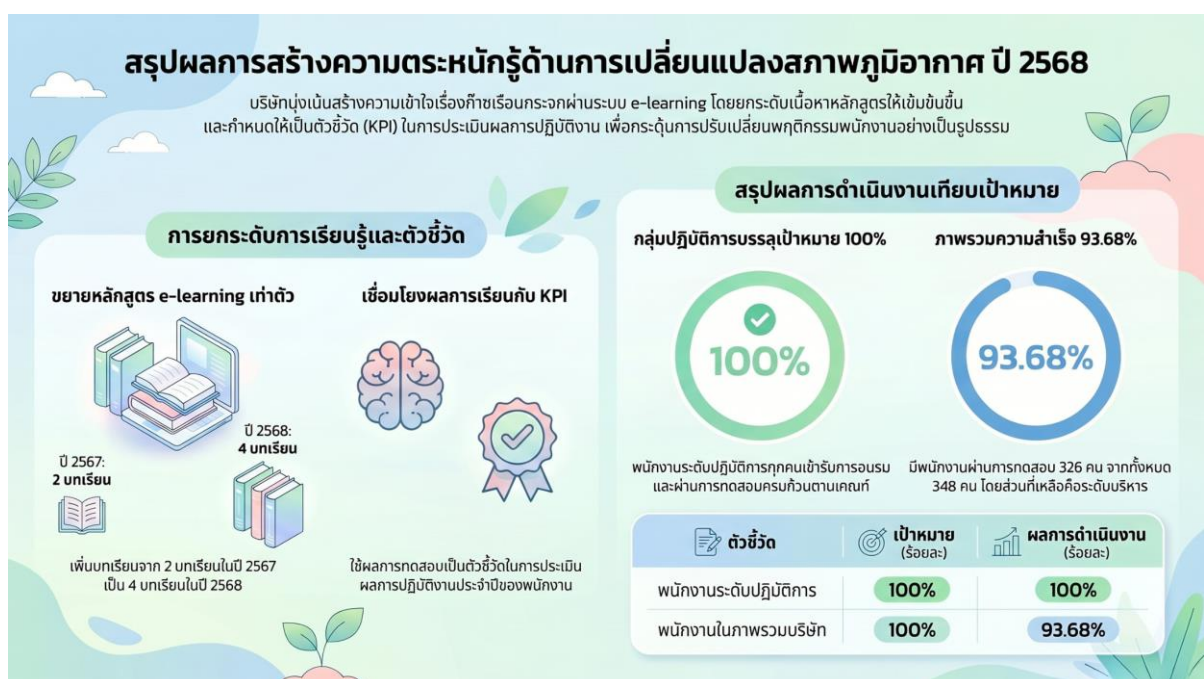 สรุปผลการสร้างความตระหนักรู้ด้านการเปลี่ยนแปลงสภาพภูมิอากาศ ปี 2568
บริษัทมุ่งเน้นสร้างความเข้าใจเรื่องก๊าซเรือนกระจกผ่านระบบ e-learning โดยยกระดับเนื้อหาหลักสูตรให้เข้มข้นขึ้น
และกำหนดให้เป็นตัวชี้วัด (KPI) ในการประเมินผลการปฏิบัติงาน เพื่อกระตุ้นการปรับเปลี่ยนพฤติกรรมพนักงานอย่างเป็นรูปธรรม
การยกระดับการเรียนรู้และตัวชี้วัด
ขยายหลักสูตร e-learning เท่าตัว
ปี 2567:
2 บทเรียน
ปี 2568:
4 บทเรียน
เพิ่มบทเรียนจาก 2 บทเรียนในปี 2567
เป็น 4 บทเรียนในปี 2568
เชื่อมโยงผลการเรียนกับ KPI
ใช้ผลการทดสอบเป็นตัวชี้วัดในการประเมิน
ผลการปฏิบัติงานประจำปีของพนักงาน
สรุปผลการดำเนินงานเทียบเป้าหมาย
กลุ่มปฏิบัติการบรรลุเป้าหมาย 100%
100%
พนักงานระดับปฏิบัติการทุกคนเข้ารับการอบรม
และผ่านการทดสอบครบถ้วนตามเกณฑ์
ภาพรวมความสำเร็จ 93.68%
93.68%
มีพนักงานผ่านการทดสอบ 326 คน จากทั้งหมด
348 คน โดยส่วนที่เหลือคือระดับบริหาร
ตัวชี้วัด เป้าหมาย (ร้อยละ) ผลการดำเนินงาน (ร้อยละ)
พนักงานระดับปฏิบัติการ 100% 100%
พนักงานในภาพรวมบริษัท 100% 93.68%